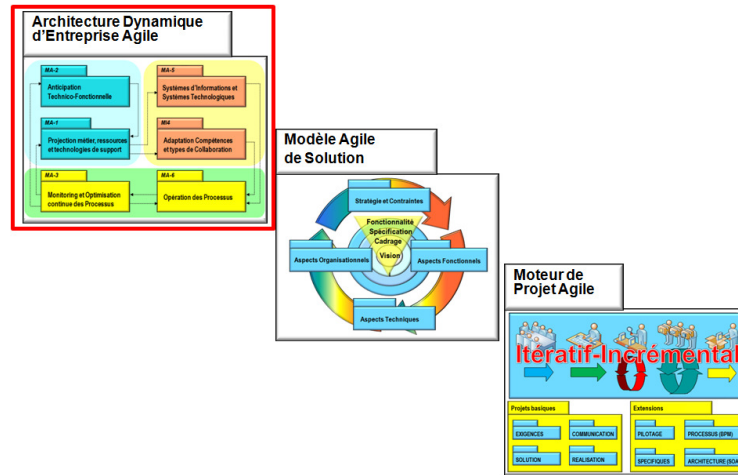 Architecture Dynamique
d'Entreprise Agile
MA-2
Anticipation
Technico-Fonctionnelle
MA-5
Systèmes d'Informations et
Systèmes Technologiques
MA-1
Projection métier, ressources
et technologies de support
MI4
Adaptation Compétences
et types de Collaboration
MA-3
Monitoring et Optimisation
continue des Processus
MA-6
Opération des Processus
Modèle Agile
de Solution
Stratégie et Contraintes
Fonctionnalité
Spécification
Cadrage
Vision
Aspects Organisationnels
Aspects Fonctionnels
Aspects Techniques
Moteur de
Projet Agile
Itératif-Incrémental
Projets basiques
EXIGENCES
COMMUNICATION
SOLUTION
REALISATION
Extensions
PILOTAGE
PROCESSUS (BPM)
SPECIFIQUES
ARCHITECTURE (SOA